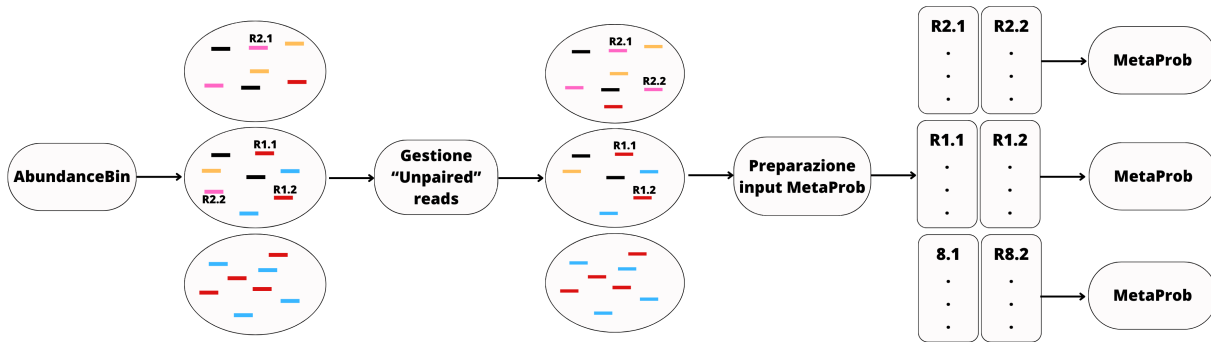 AbundanceBin
R2.1
R1.1
R2.2
R1.2
Gestione
“Unpaired”
reads
R2.1
R2.2
R1.1
R1.2
Preparazione
input MetaProb
R2.1 R2.2
MetaProb
R1.1 R1.2
MetaProb
8.1 R8.2
MetaProb